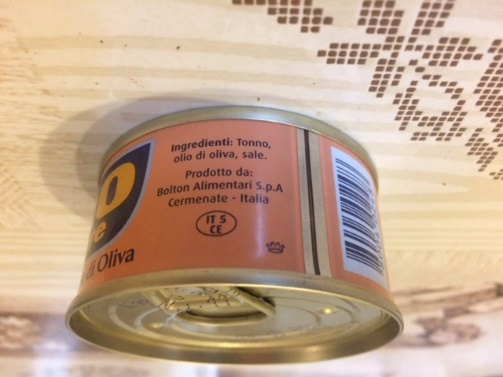 O
e
di Oliva
Ingredienti: Tonno,
olio di oliva, sale.
Prodotto da:
Bolton Alimentari S.p.A
Cermenate - Italia
IT 5
CE